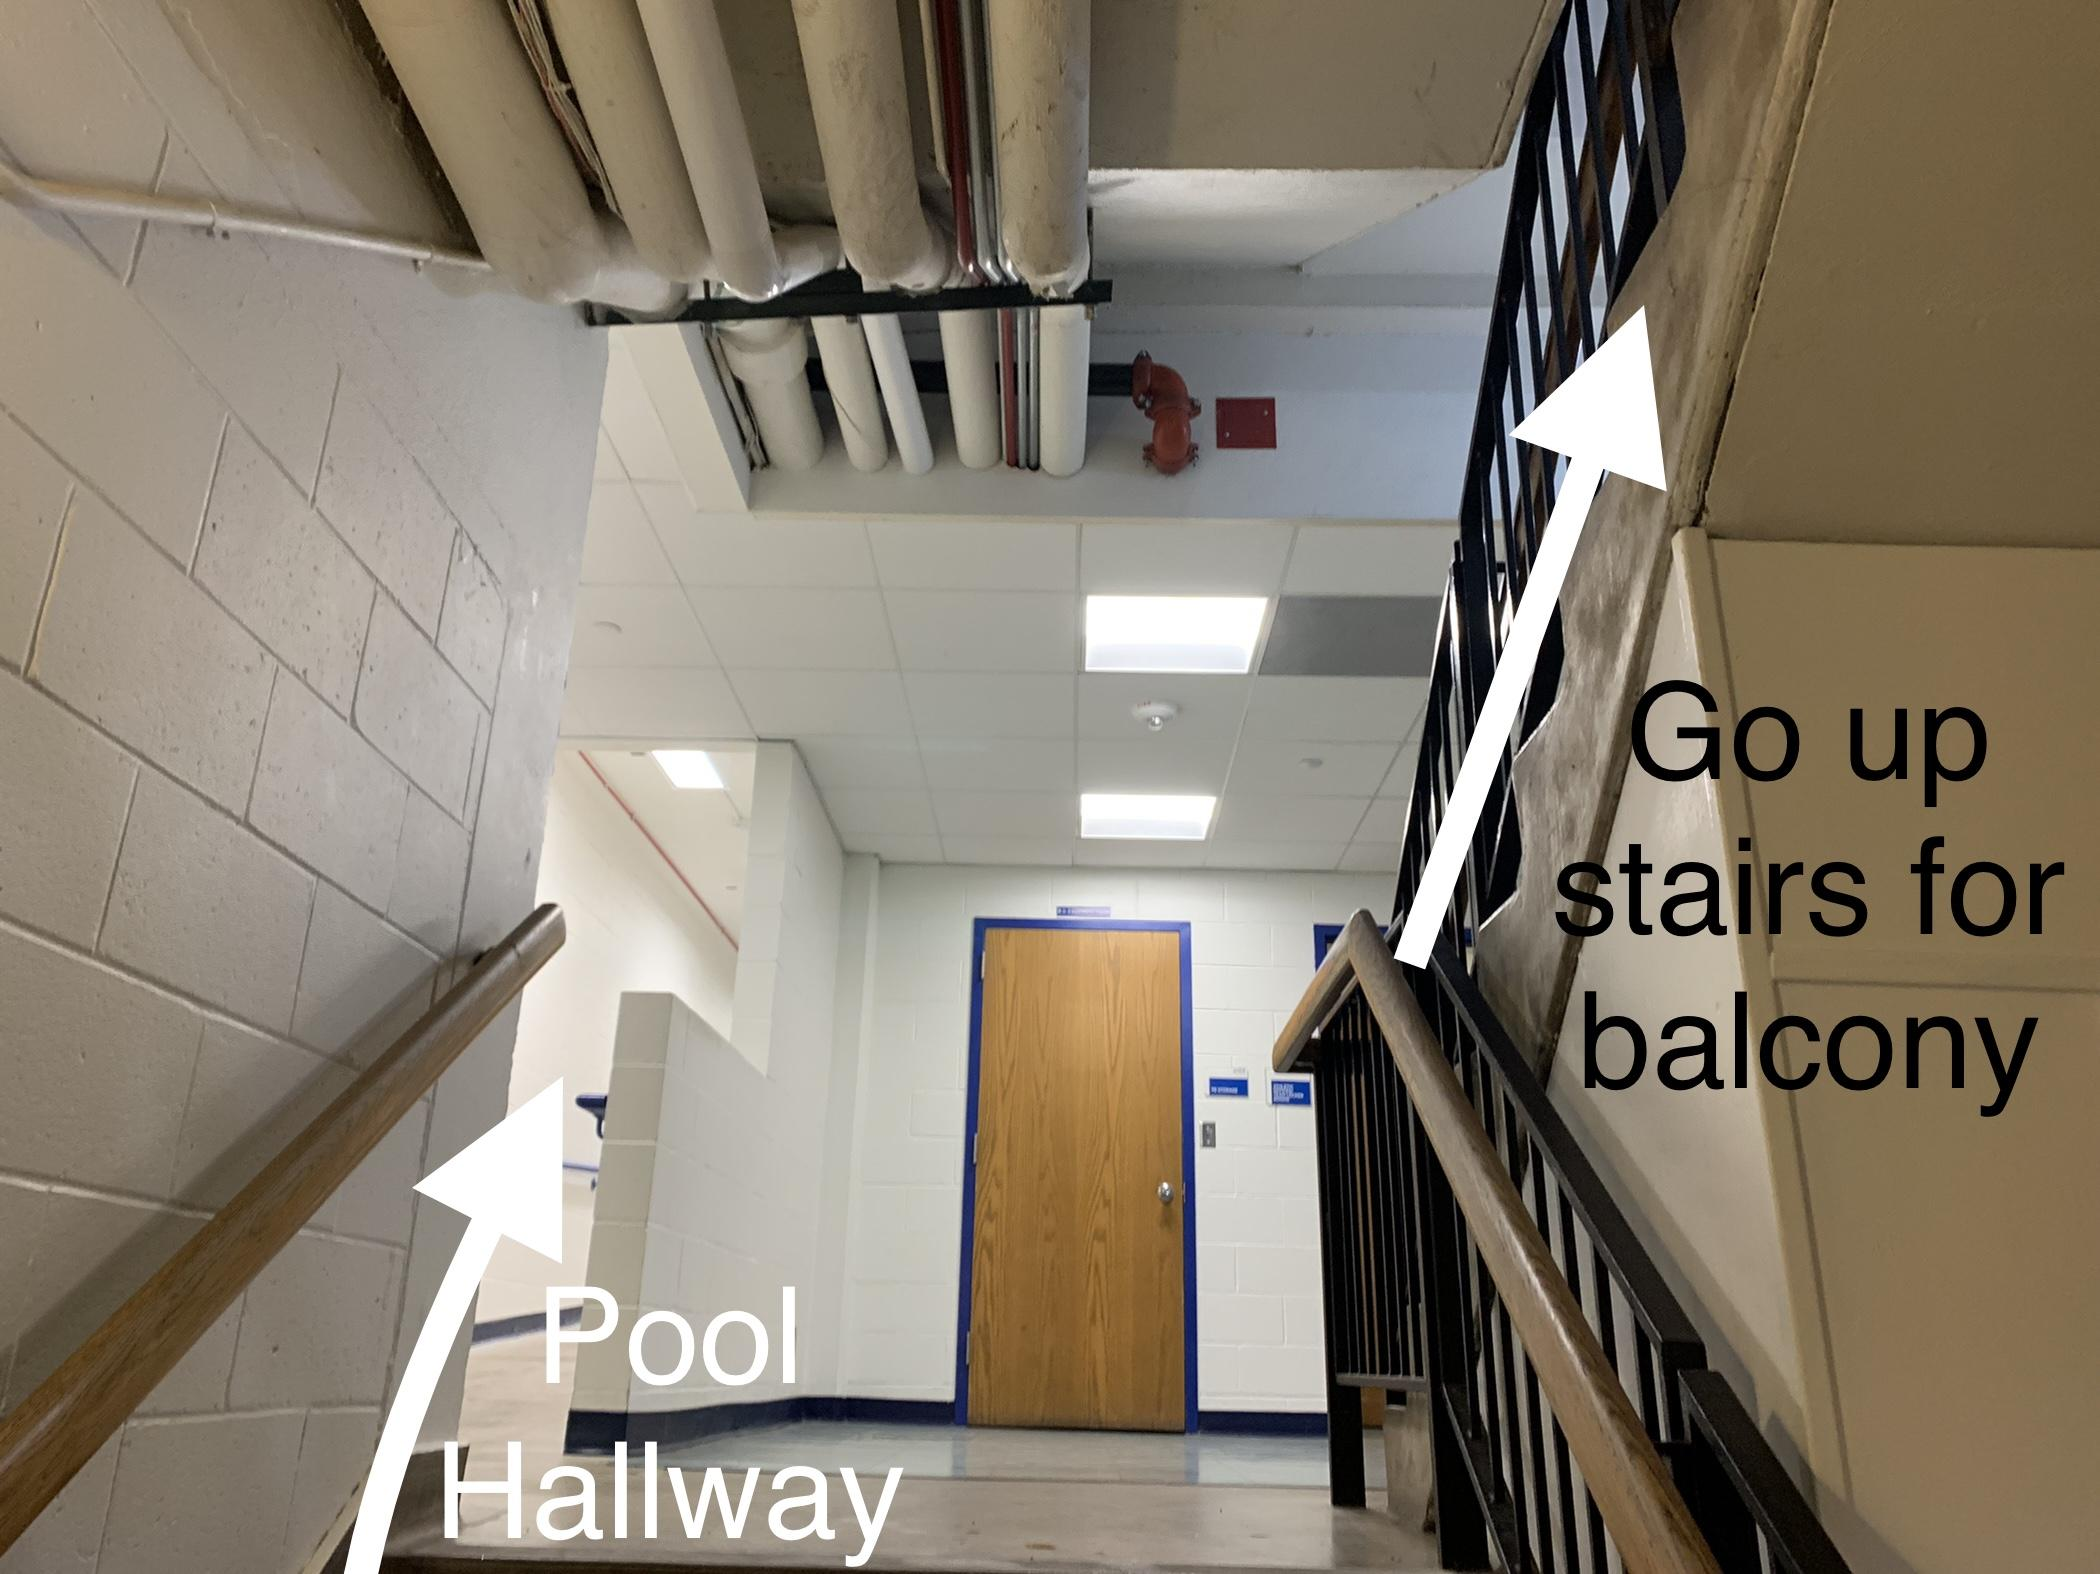 Go up
stairs for
balcony
Pool
Hallway